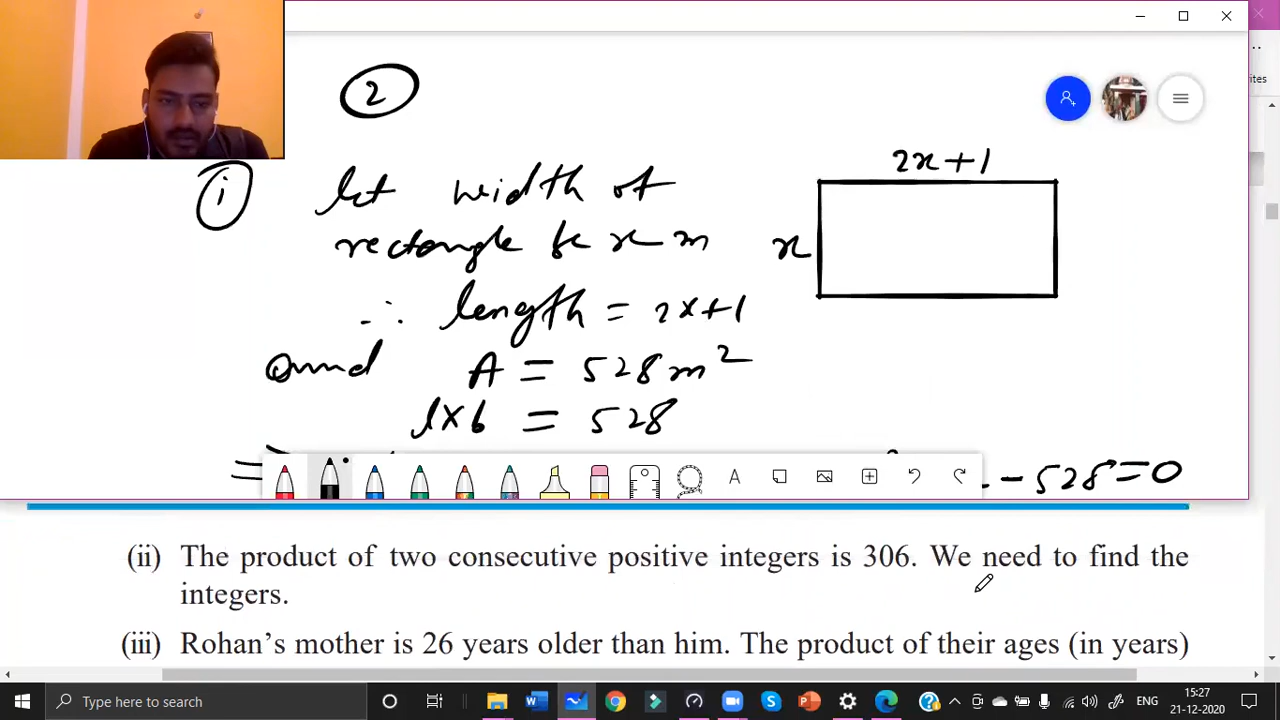 2
rites
i
let width of
rectangle be x m
∴ length = 2x+1
and A = 528 m²
l×b = 528
2x+1
x
- 528 = 0
A
(ii) The product of two consecutive positive integers is 306. We need to find the
integers.
(iii) Rohan's mother is 26 years older than him. The product of their ages (in years)
Type here to search
ENG
15:27
21-12-2020